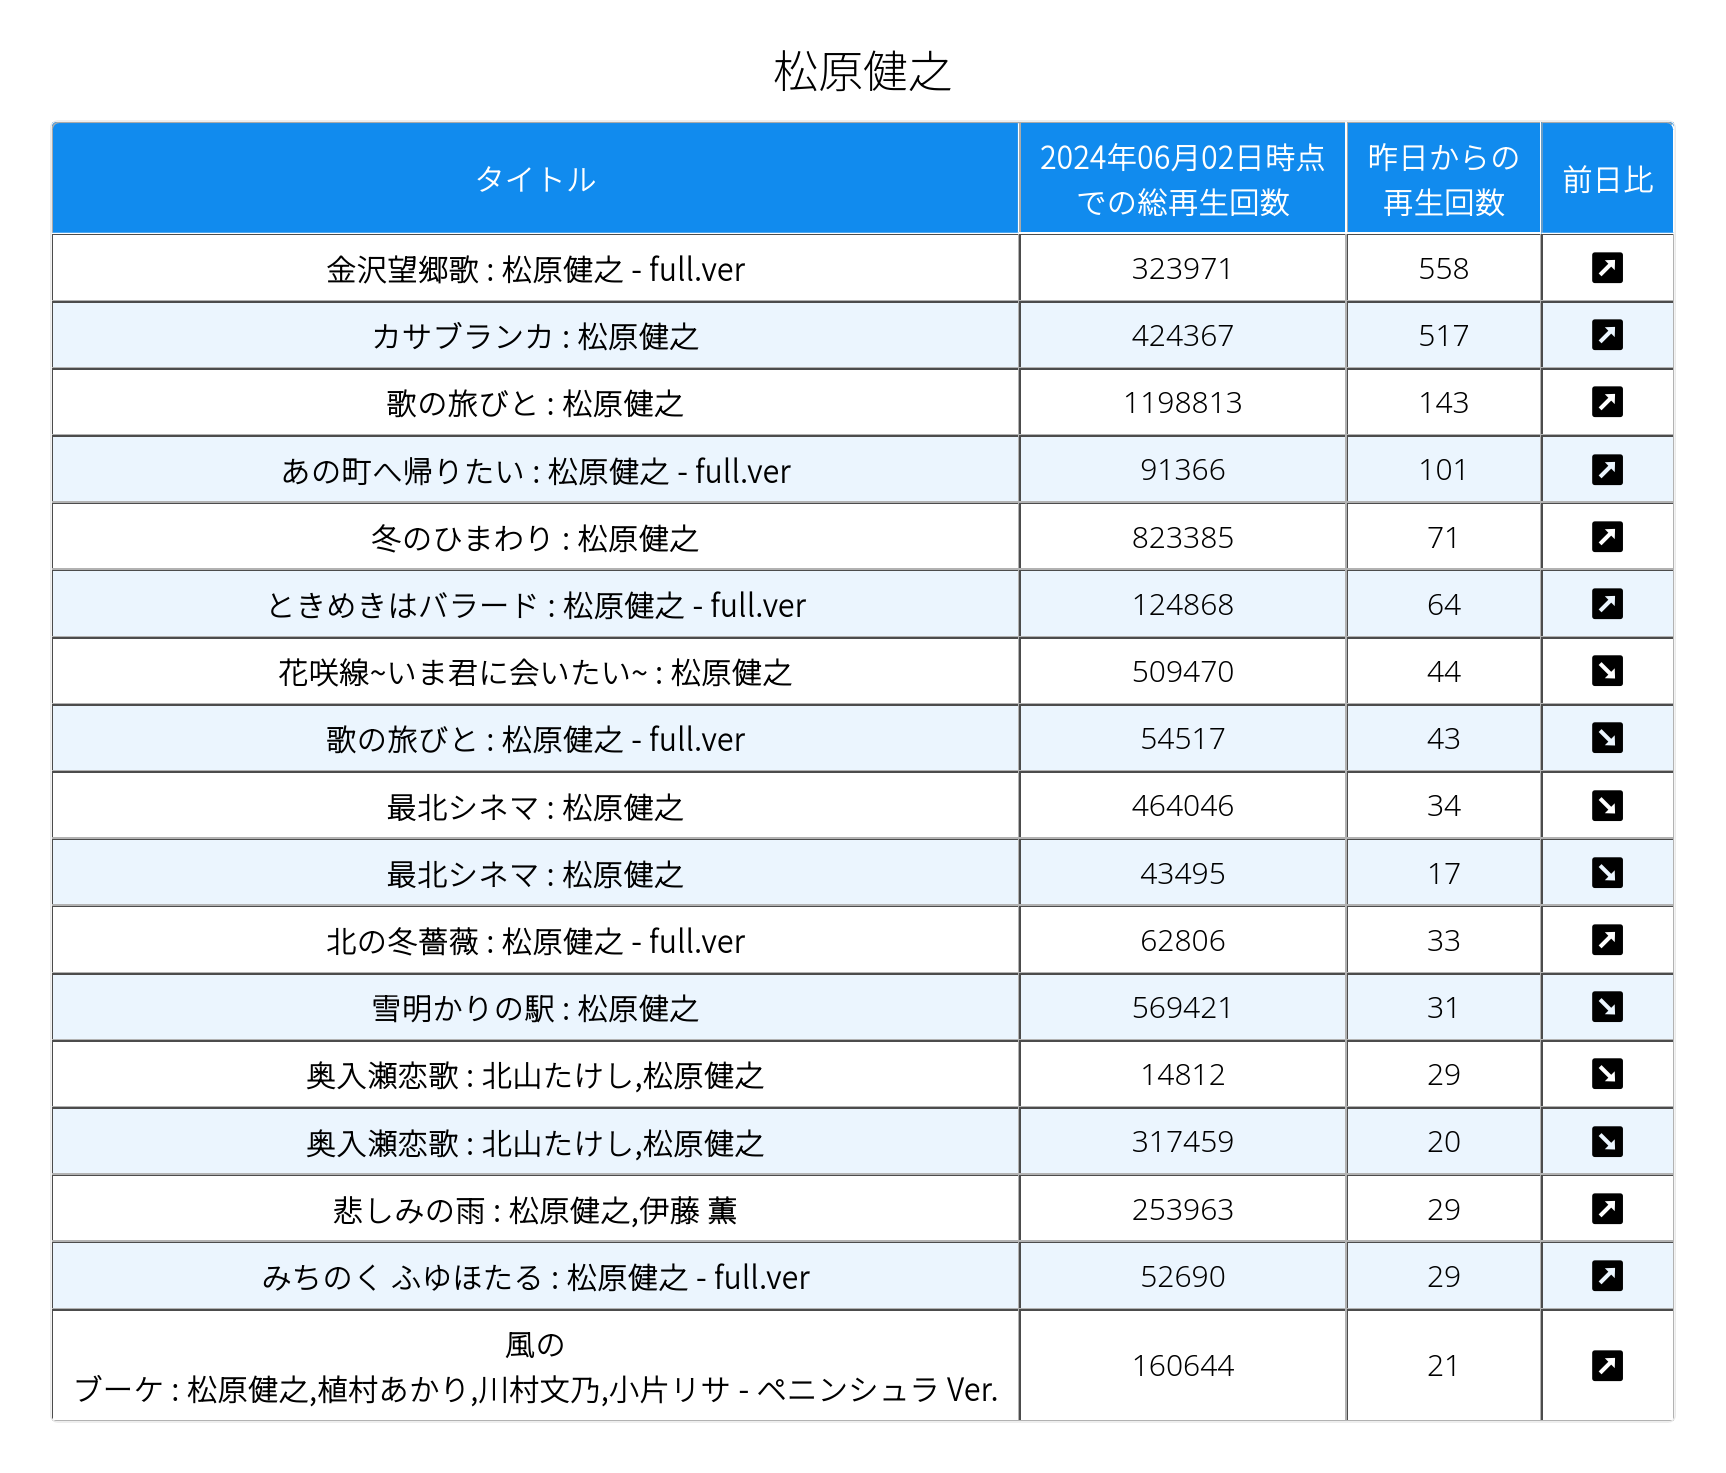 松原健之
タイトル
2024年06月02日時点
での総再生回数
昨日からの
再生回数
前日比
金沢望郷歌 : 松原健之 - full.ver 323971 558
カサブランカ : 松原健之 424367 517
歌の旅びと : 松原健之 1198813 143
あの町へ帰りたい : 松原健之 - full.ver 91366 101
冬のひまわり : 松原健之 823385 71
ときめきはバラード : 松原健之 - full.ver 124868 64
花咲線~いま君に会いたい~ : 松原健之 509470 44
歌の旅びと : 松原健之 - full.ver 54517 43
最北シネマ : 松原健之 464046 34
最北シネマ : 松原健之 43495 17
北の冬薔薇 : 松原健之 - full.ver 62806 33
雪明かりの駅 : 松原健之 569421 31
奥入瀬恋歌 : 北山たけし,松原健之 14812 29
奥入瀬恋歌 : 北山たけし,松原健之 317459 20
悲しみの雨 : 松原健之,伊藤 薫 253963 29
みちのく ふゆほたる : 松原健之 - full.ver 52690 29
風の
ブーケ : 松原健之,植村あかり,川村文乃,小片リサ - ペニンシュラ Ver. 160644 21